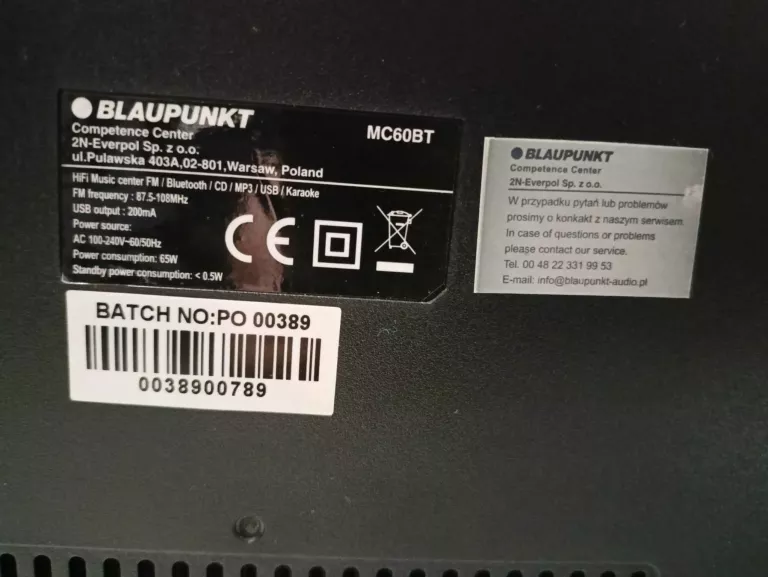 BLAUPUNKT
Competence Center
2N-Everpol Sp. z o.o.
ul.Pulawska 403A,02-801,Warsaw, Poland
MC60BT
HiFi Music center FM / Bluetooth / CD / MP3 / USB / Karaoke
FM frequency : 87.5-108MHz
USB output : 200mA
Power source:
AC 100-240V~60/50Hz
Power consumption: 65W
Standby power consumption: < 0.5W
CE
BATCH NO:PO 00389
0038900789
BLAUPUNKT
Competence Center
2N-Everpol Sp. z o.o.
W przypadku pytań lub problemów
prosimy o konkakt z naszym serwisem.
In case of questions or problems
please contact our service.
Tel. 00 48 22 331 99 53
E-mail: info@blaupunkt-audio.pl